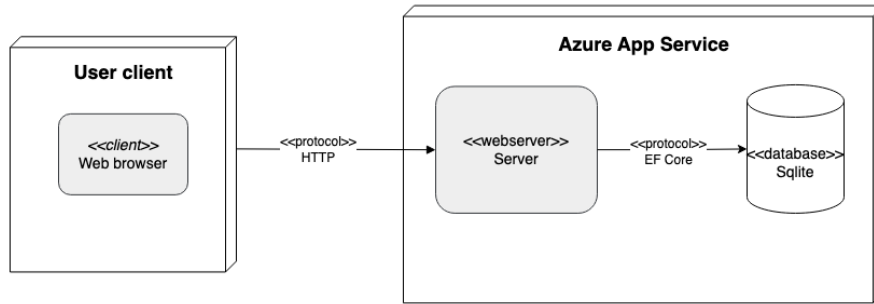 User client
<<client>>
Web browser
<<protocol>>
HTTP
Azure App Service
<<webserver>>
Server
<<protocol>>
EF Core
<<database>>
Sqlite